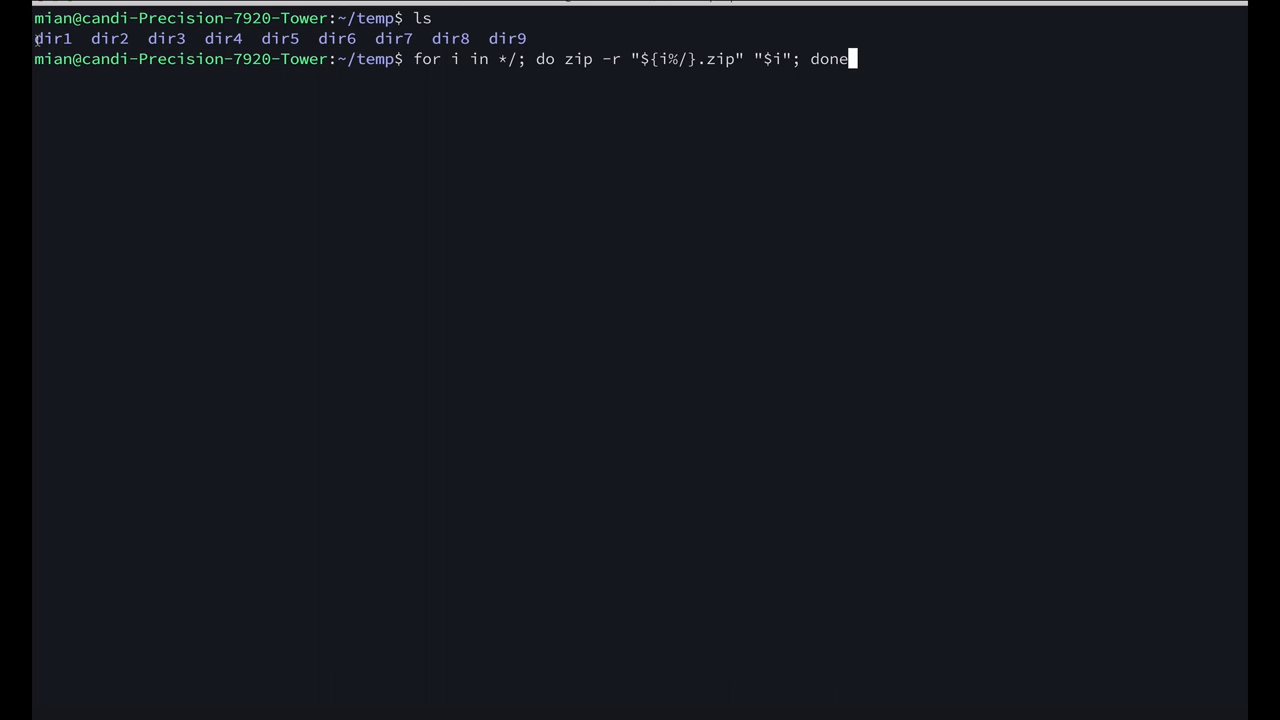 mian@candi-Precision-7920-Tower:~/temp$ ls
dir1  dir2  dir3  dir4  dir5  dir6  dir7  dir8  dir9
mian@candi-Precision-7920-Tower:~/temp$ for i in */; do zip -r "${i%/}.zip" "$i"; done